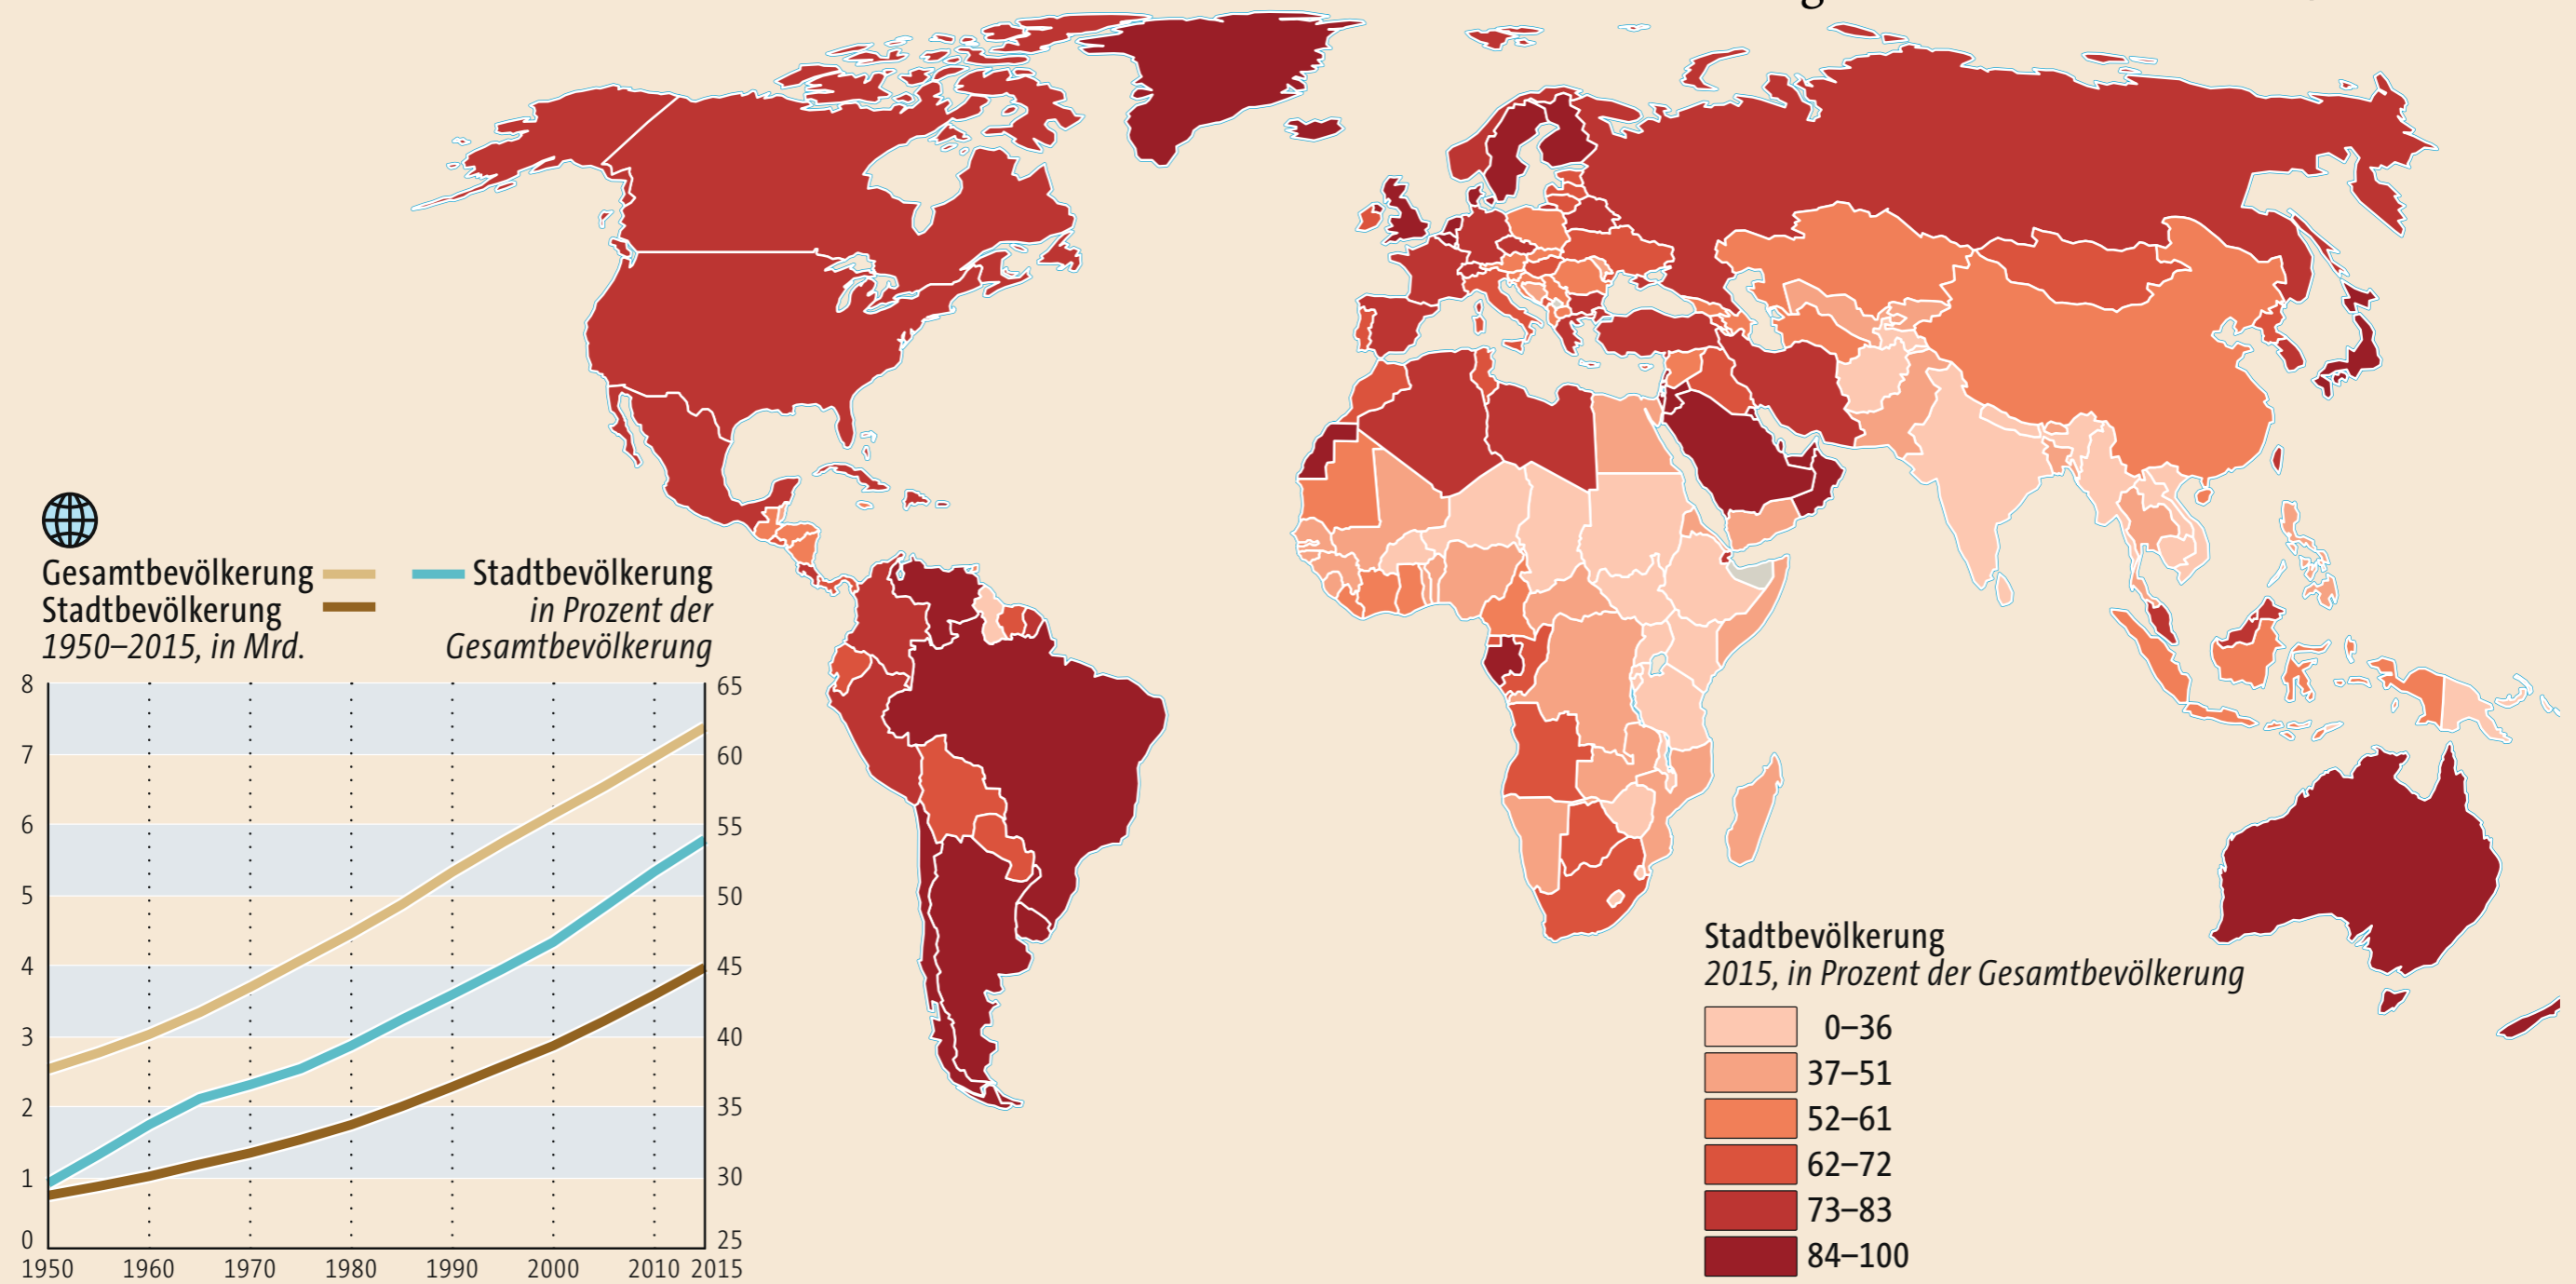 Gesamtbevölkerung
Stadtbevölkerung
1950–2015, in Mrd.
Stadtbevölkerung
in Prozent der
Gesamtbevölkerung
8
7
6
5
4
3
2
1
0
65
60
55
50
45
40
35
30
25
1950 1960 1970 1980 1990 2000 2010 2015
Stadtbevölkerung
2015, in Prozent der Gesamtbevölkerung
0–36
37–51
52–61
62–72
73–83
84–100